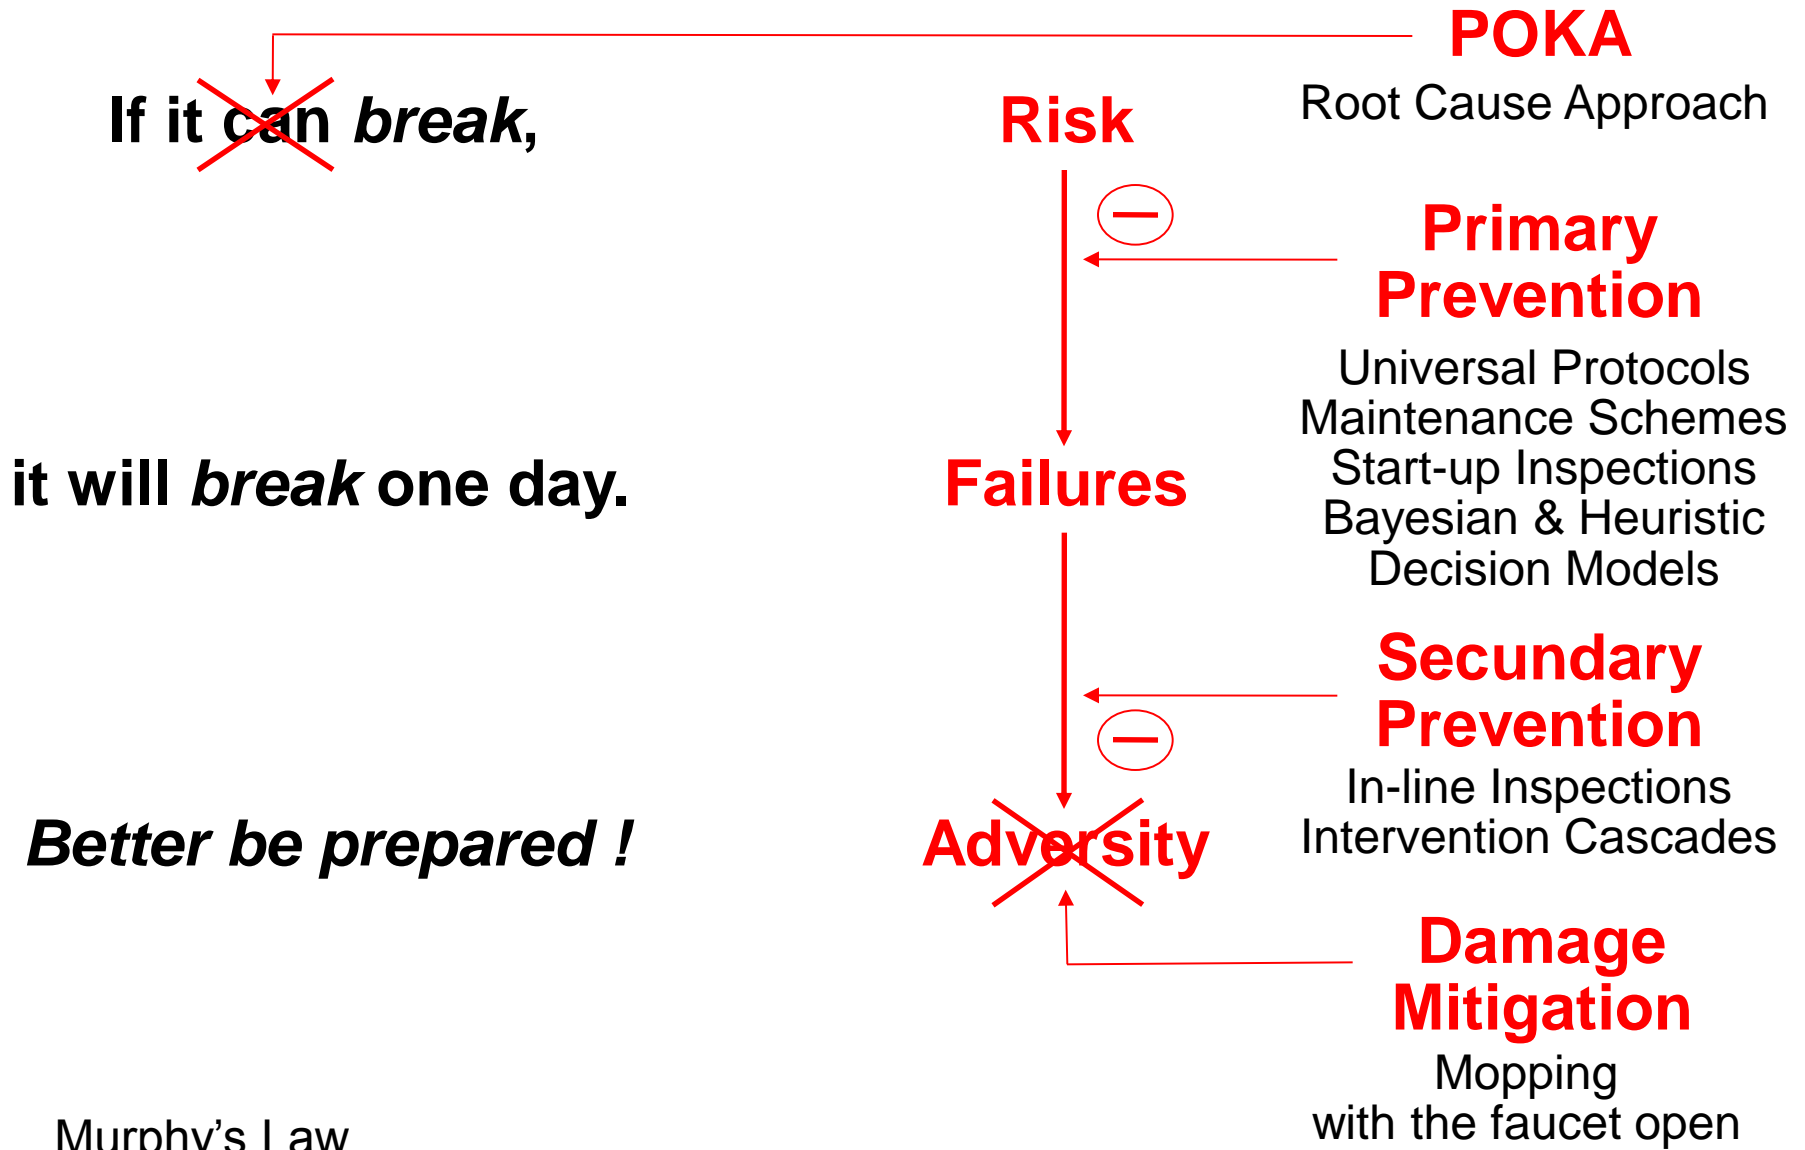 POKA
Root Cause Approach
If it can break,
Risk
Primary
Prevention
Universal Protocols
Maintenance Schemes
Start-up Inspections
Bayesian & Heuristic
Decision Models
it will break one day.
Failures
Secundary
Prevention
In-line Inspections
Intervention Cascades
Better be prepared !
Adversity
Damage
Mitigation
Mopping
with the faucet open
Murphy's Law